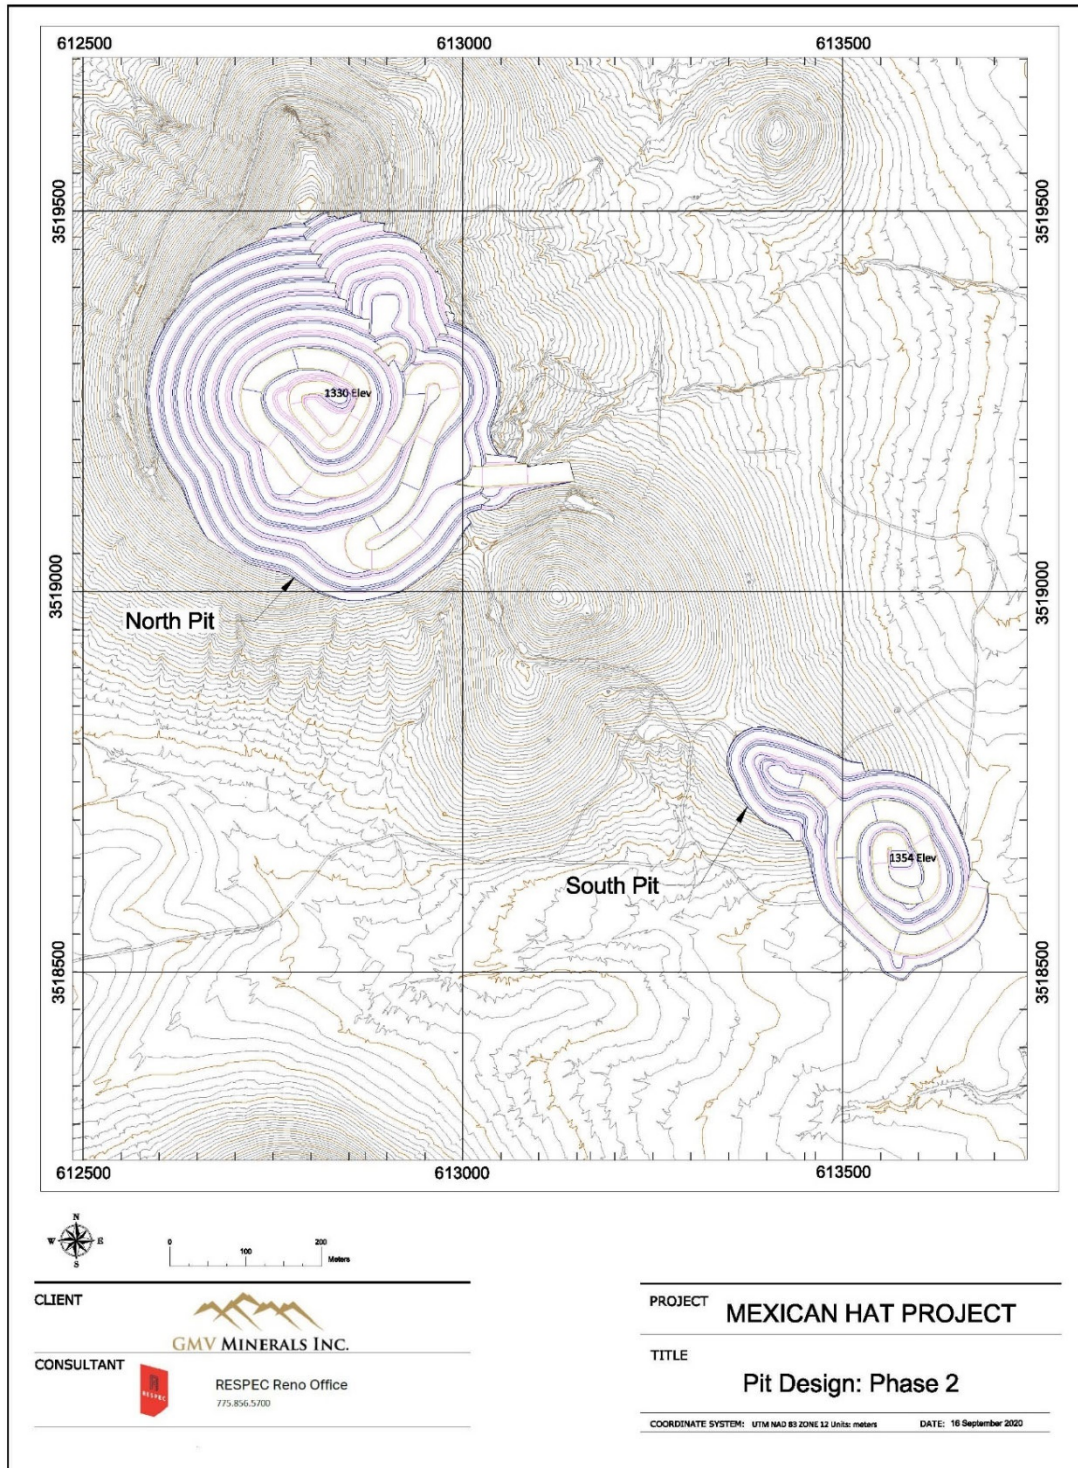 612500 613000 613500
3519500 3519500
1330 Elev
3519000 3519000
North Pit
1354 Elev
South Pit
3518500 3518500
612500 613000 613500
N
W E
S
0 100 200
Meters
CLIENT
GMV MINERALS INC.
CONSULTANT
RESPEC
RESPEC Reno Office
775.856.5700
PROJECT MEXICAN HAT PROJECT
TITLE
Pit Design: Phase 2
COORDINATE SYSTEM: UTM NAD 83 ZONE 12 Units: meters DATE: 16 September 2020